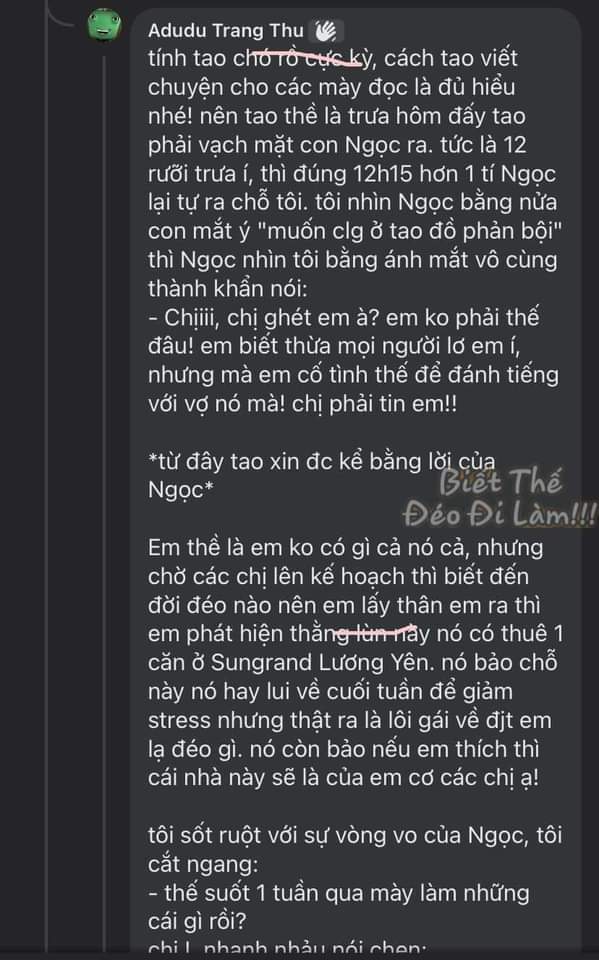 Adudu Trang Thu
tính tao chó rồ cực kỳ, cách tao viết
chuyện cho các mày đọc là đủ hiểu
nhé! nên tao thề là trưa hôm đấy tao
phải vạch mặt con Ngọc ra. tức là 12
rưỡi trưa í, thì đúng 12h15 hơn 1 tí Ngọc
lại tự ra chỗ tôi. tôi nhìn Ngọc bằng nửa
con mắt ý "muốn clg ở tao đồ phản bội"
thì Ngọc nhìn tôi bằng ánh mắt vô cùng
thành khẩn nói:
- Chịiii, chị ghét em à? em ko phải thế
đâu! em biết thừa mọi người lơ em í,
nhưng mà em cố tình thế để đánh tiếng
với vợ nó mà! chị phải tin em!!
*từ đây tao xin đc kể bằng lời của
Ngọc*
Biết Thế
Đéo Đi Làm!!!
Em thề là em ko có gì cả nó cả, nhưng
chờ các chị lên kế hoạch thì biết đến
đời đéo nào nên em lấy thân em ra thì
em phát hiện thằng lùn này nó có thuê 1
căn ở Sungrand Lương Yên. nó bảo chỗ
này nó hay lui về cuối tuần để giảm
stress nhưng thật ra là lôi gái về djt em
lạ đéo gì. nó còn bảo nếu em thích thì
cái nhà này sẽ là của em cơ các chị ạ!
tôi sốt ruột với sự vòng vo của Ngọc, tôi
cắt ngang:
- thế suốt 1 tuần qua mày làm những
cái gì rồi?
nhanh nhảu nói chen: